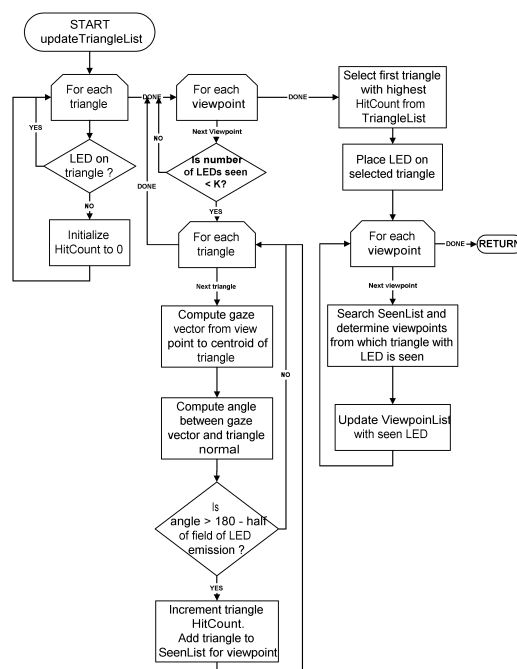 START
updateTriangleList
For each
triangle
YES
LED on
triangle ?
NO
Initialize
HitCount to 0
DONE
For each
viewpoint
Next Viewpoint
NO
Is number
of LEDs seen
< K?
DONE
YES
For each
triangle
Next triangle
Compute gaze
vector from view
point to centroid of
triangle
NO
Compute angle
between gaze
vector and triangle
normal
Is
angle > 180 - half
of field of LED
emission ?
YES
Increment triangle
HitCount.
Add triangle to
SeenList for viewpoint
DONE
Select first triangle
with highest
HitCount from
TriangleList
Place LED on
selected triangle
For each
viewpoint
DONE
RETURN
Next viewpoint
Search SeenList and
determine viewpoints
from which triangle with
LED is seen
Update ViewpoinList
with seen LED